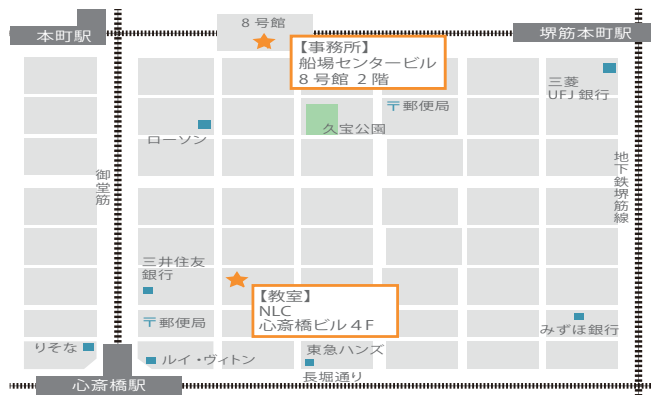 8号館
本町駅
堺筋本町駅
【事務所】
船場センタービル
8号館 2階
三菱
UFJ銀行
〒郵便局
久宝公園
ローソン
御堂筋
地下鉄堺筋線
三井住友
銀行
【教室】
NLC
心斎橋ビル4F
〒郵便局
みずほ銀行
りそな
ルイ・ヴィトン
東急ハンズ
長堀通り
心斎橋駅